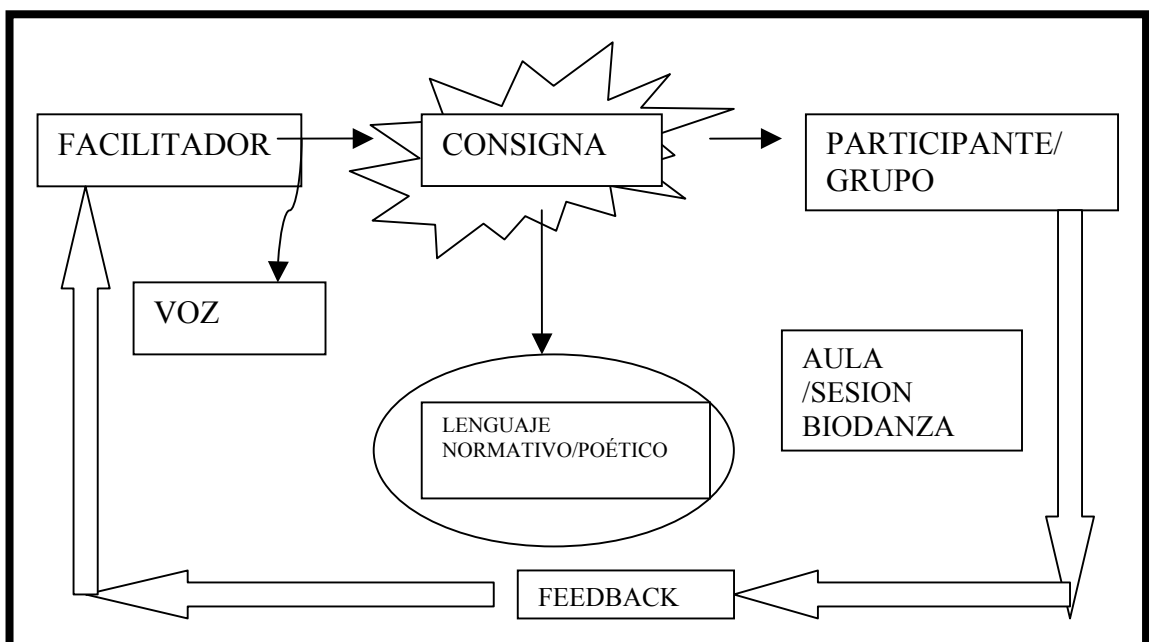 FACILITADOR
CONSIGNA
PARTICIPANTE/
GRUPO
VOZ
AULA
/SESION
BIODANZA
LENGUAJE
NORMATIVO/POÉTICO
FEEDBACK